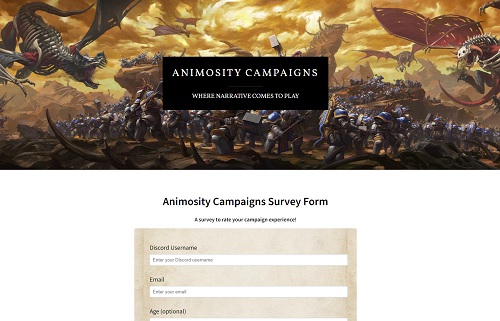 ANIMOSITY CAMPAIGNS
WHERE NARRATIVE COMES TO PLAY
Animosity Campaigns Survey Form
A survey to rate your campaign experience!
Discord Username
Enter your Discord username
Email
Enter your email
Age (optional)